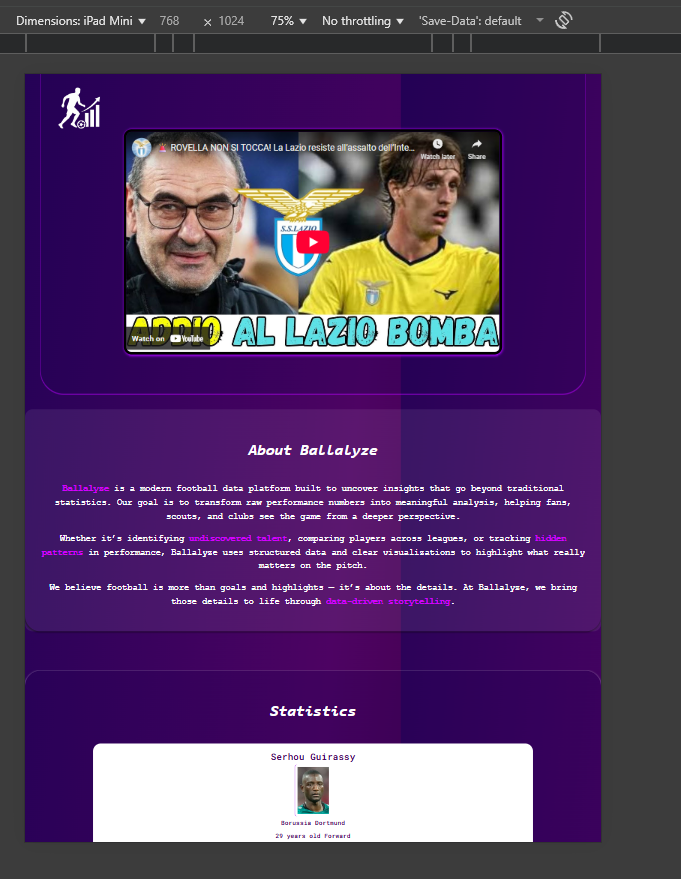 Dimensions: iPad Mini 768 × 1024 75% No throttling 'Save-Data': default
ROVELLA NON SI TOCCA! La Lazio resiste all'assalto dell'Inte...
Watch later Share
S.S.LAZIO
ADDIO AL LAZIO BOMBA
Watch on YouTube
About Ballalyze
Ballalyze is a modern football data platform built to uncover insights that go beyond traditional
statistics. Our goal is to transform raw performance numbers into meaningful analysis, helping fans,
scouts, and clubs see the game from a deeper perspective.
Whether it's identifying undiscovered talent, comparing players across leagues, or tracking hidden
patterns in performance, Ballalyze uses structured data and clear visualizations to highlight what really
matters on the pitch.
We believe football is more than goals and highlights — it's about the details. At Ballalyze, we bring
those details to life through data-driven storytelling.
Statistics
Serhou Guirassy
Borussia Dortmund
29 years old Forward